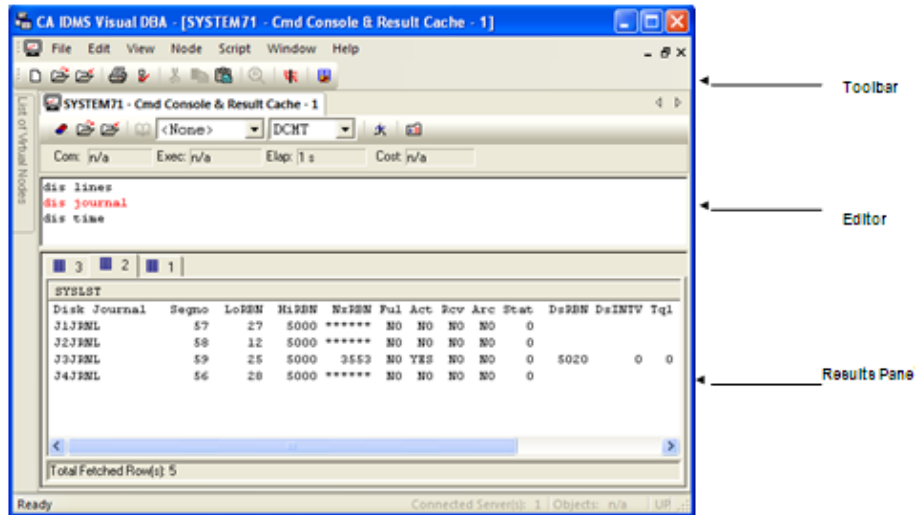 CA IDMS Visual DBA - [SYSTEM71 - Cmd Console & Result Cache - 1]
File Edit View Node Script Window Help
Toolbar
List of Virtual Nodes
SYSTEM71 - Cmd Console & Result Cache - 1
<None> DCMT
Com: n/a Exec: n/a Elap: 1 s Cost: n/a
dis lines
dis journal
dis time
Editor
3 2 1
SYSLST
Disk Journal Segno LoRBN HiRBN NxRBN Ful Act Rcv Arc Stat DsRBN DsINTV Tql
J1JRNL 57 27 5000 ****** NO NO NO NO 0
J2JRNL 58 12 5000 ****** NO NO NO NO 0
J3JRNL 59 25 5000 3553 NO YES NO NO 0 5020 0 0
J4JRNL 56 28 5000 ****** NO NO NO NO 0
Results Pane
Total Fetched Row(s): 5
Ready Connected Server(s): 1 Objects: n/a UP